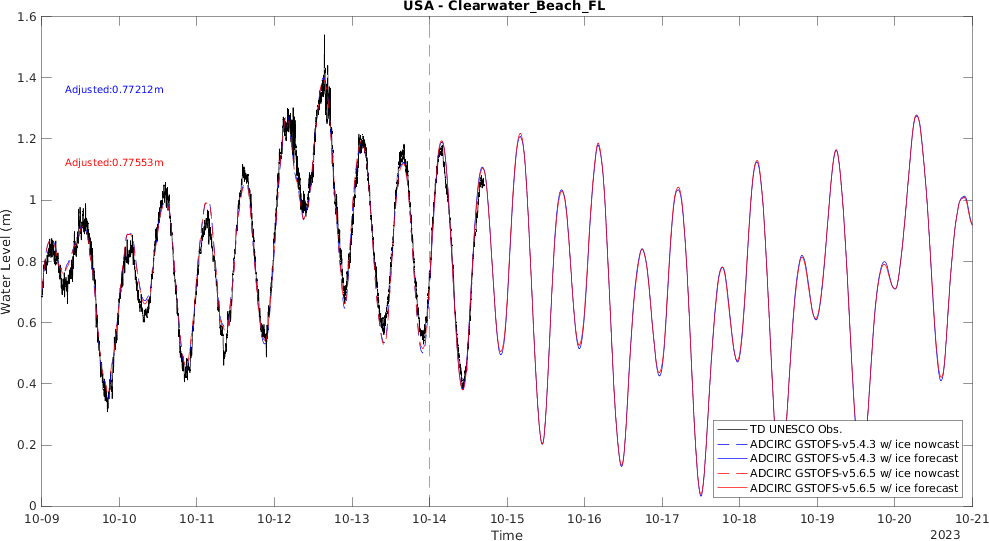 USA - Clearwater_Beach_FL
1.6
1.4
1.2
1
0.8
0.6
0.4
0.2
0
Water Level (m)
Adjusted:0.77212m
Adjusted:0.77553m
TD UNESCO Obs.
ADCIRC GSTOFS-v5.4.3 w/ ice nowcast
ADCIRC GSTOFS-v5.4.3 w/ ice forecast
ADCIRC GSTOFS-v5.6.5 w/ ice nowcast
ADCIRC GSTOFS-v5.6.5 w/ ice forecast
10-09 10-10 10-11 10-12 10-13 10-14 10-15 10-16 10-17 10-18 10-19 10-20 10-21
Time
2023